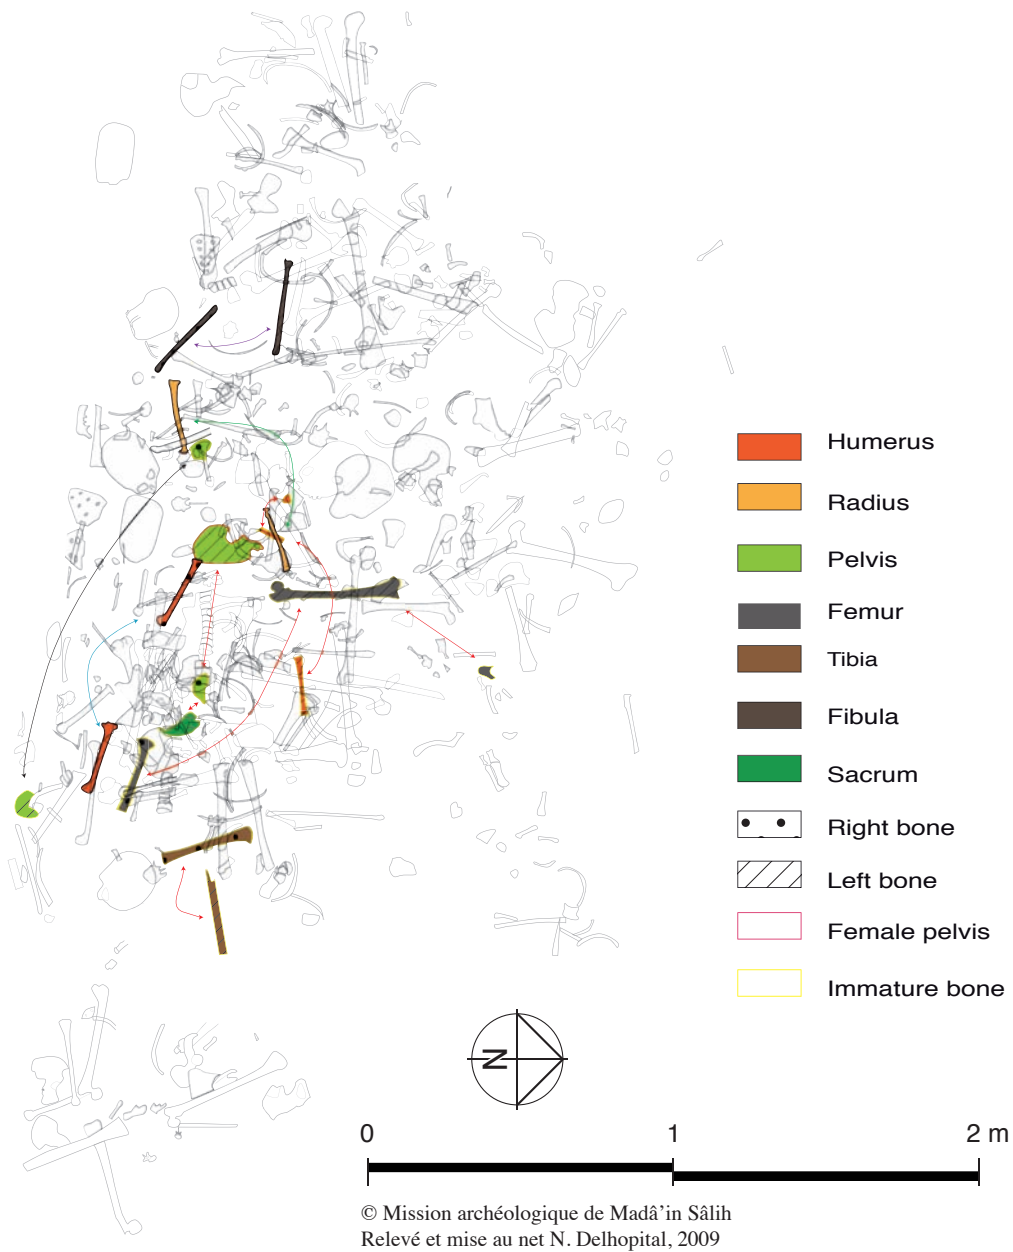 Humerus
Radius
Pelvis
Femur
Tibia
Fibula
Sacrum
Right bone
Left bone
Female pelvis
Immature bone
N
0 1 2 m
© Mission archéologique de Madâ’in Sâlih
Relevé et mise au net N. Delhopital, 2009